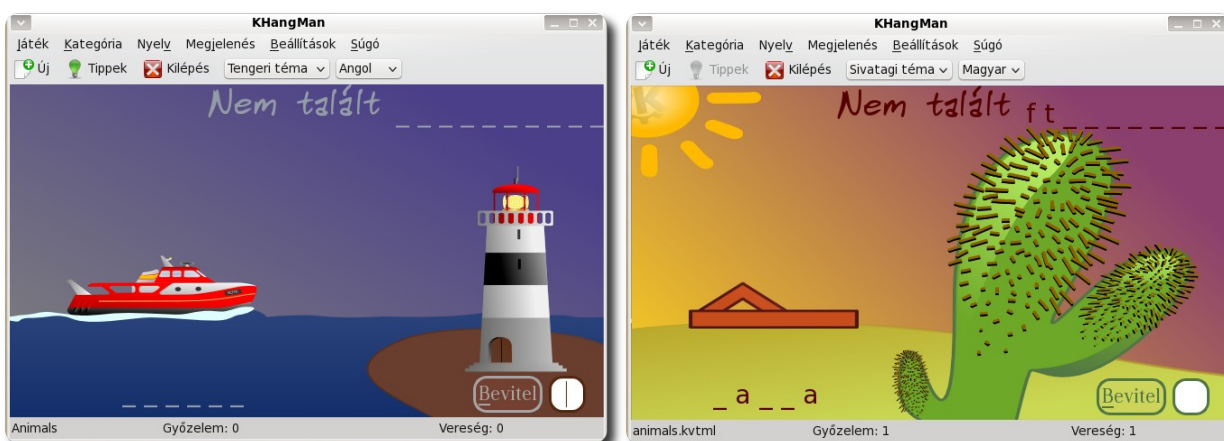 KHangMan
Játék Kategória Nyelv Megjelenés Beállítások Súgó
Új Tippek Kilépés Tengeri téma Angol
Nem talált
_ _ _ _ _ _ _ _ _ _
_ _ _ _ _ _
Bevitel
Animals Győzelem: 0 Vereség: 0
KHangMan
Játék Kategória Nyelv Megjelenés Beállítások Súgó
Új Tippek Kilépés Sivatagi téma Magyar
Nem talált f t _ _ _ _ _ _ _ _
_ a _ _ a
Bevitel
animals.kvtml Győzelem: 1 Vereség: 1